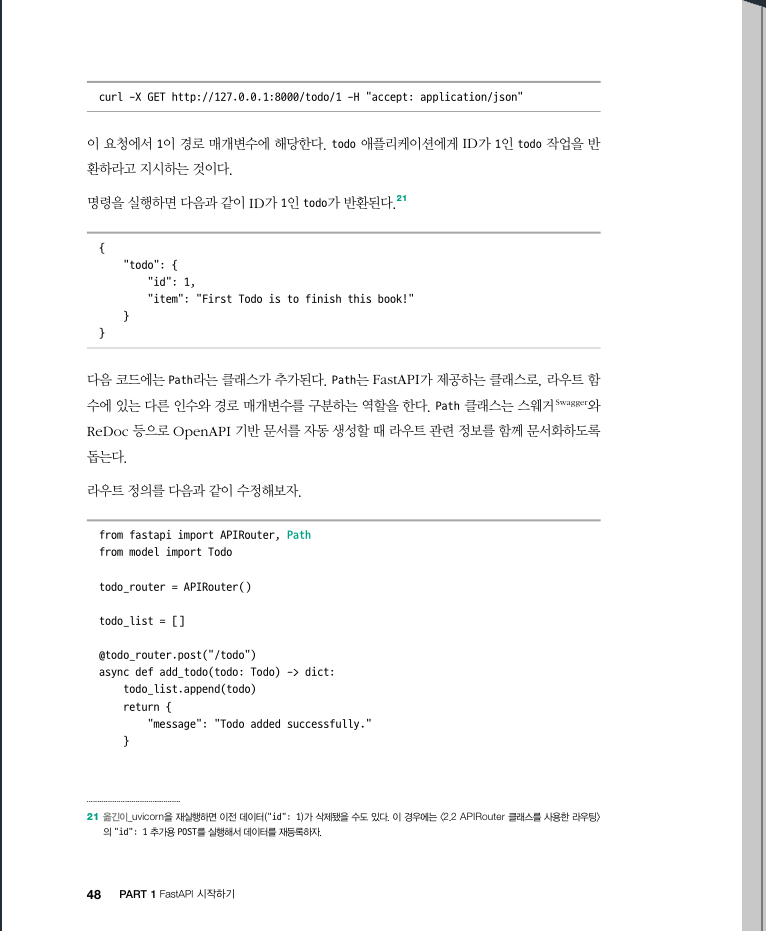 curl -X GET http://127.0.0.1:8000/todo/1 -H "accept: application/json"
이 요청에서 1이 경로 매개변수에 해당한다. todo 애플리케이션에게 ID가 1인 todo 작업을 반
환하라고 지시하는 것이다.
명령을 실행하면 다음과 같이 ID가 1인 todo가 반환된다.21
{
    "todo": {
        "id": 1,
        "item": "First Todo is to finish this book!"
    }
}
다음 코드에는 Path라는 클래스가 추가된다. Path는 FastAPI가 제공하는 클래스로, 라우트 함
수에 있는 다른 인수와 경로 매개변수를 구분하는 역할을 한다. Path 클래스는 스웨거Swagger와
ReDoc 등으로 OpenAPI 기반 문서를 자동 생성할 때 라우트 관련 정보를 함께 문서화하도록
돕는다.
라우트 정의를 다음과 같이 수정해보자.
from fastapi import APIRouter, Path
from model import Todo
todo_router = APIRouter()
todo_list = []
@todo_router.post("/todo")
async def add_todo(todo: Todo) -> dict:
    todo_list.append(todo)
    return {
        "message": "Todo added successfully."
    }
21 옮긴이_uvicorn을 재실행하면 이전 데이터("id": 1)가 삭제됐을 수도 있다. 이 경우에는 〈2.2 APIRouter 클래스를 사용한 라우팅〉
의 "id": 1 추가용 POST를 실행해서 데이터를 재등록하자.
48 PART 1 FastAPI 시작하기